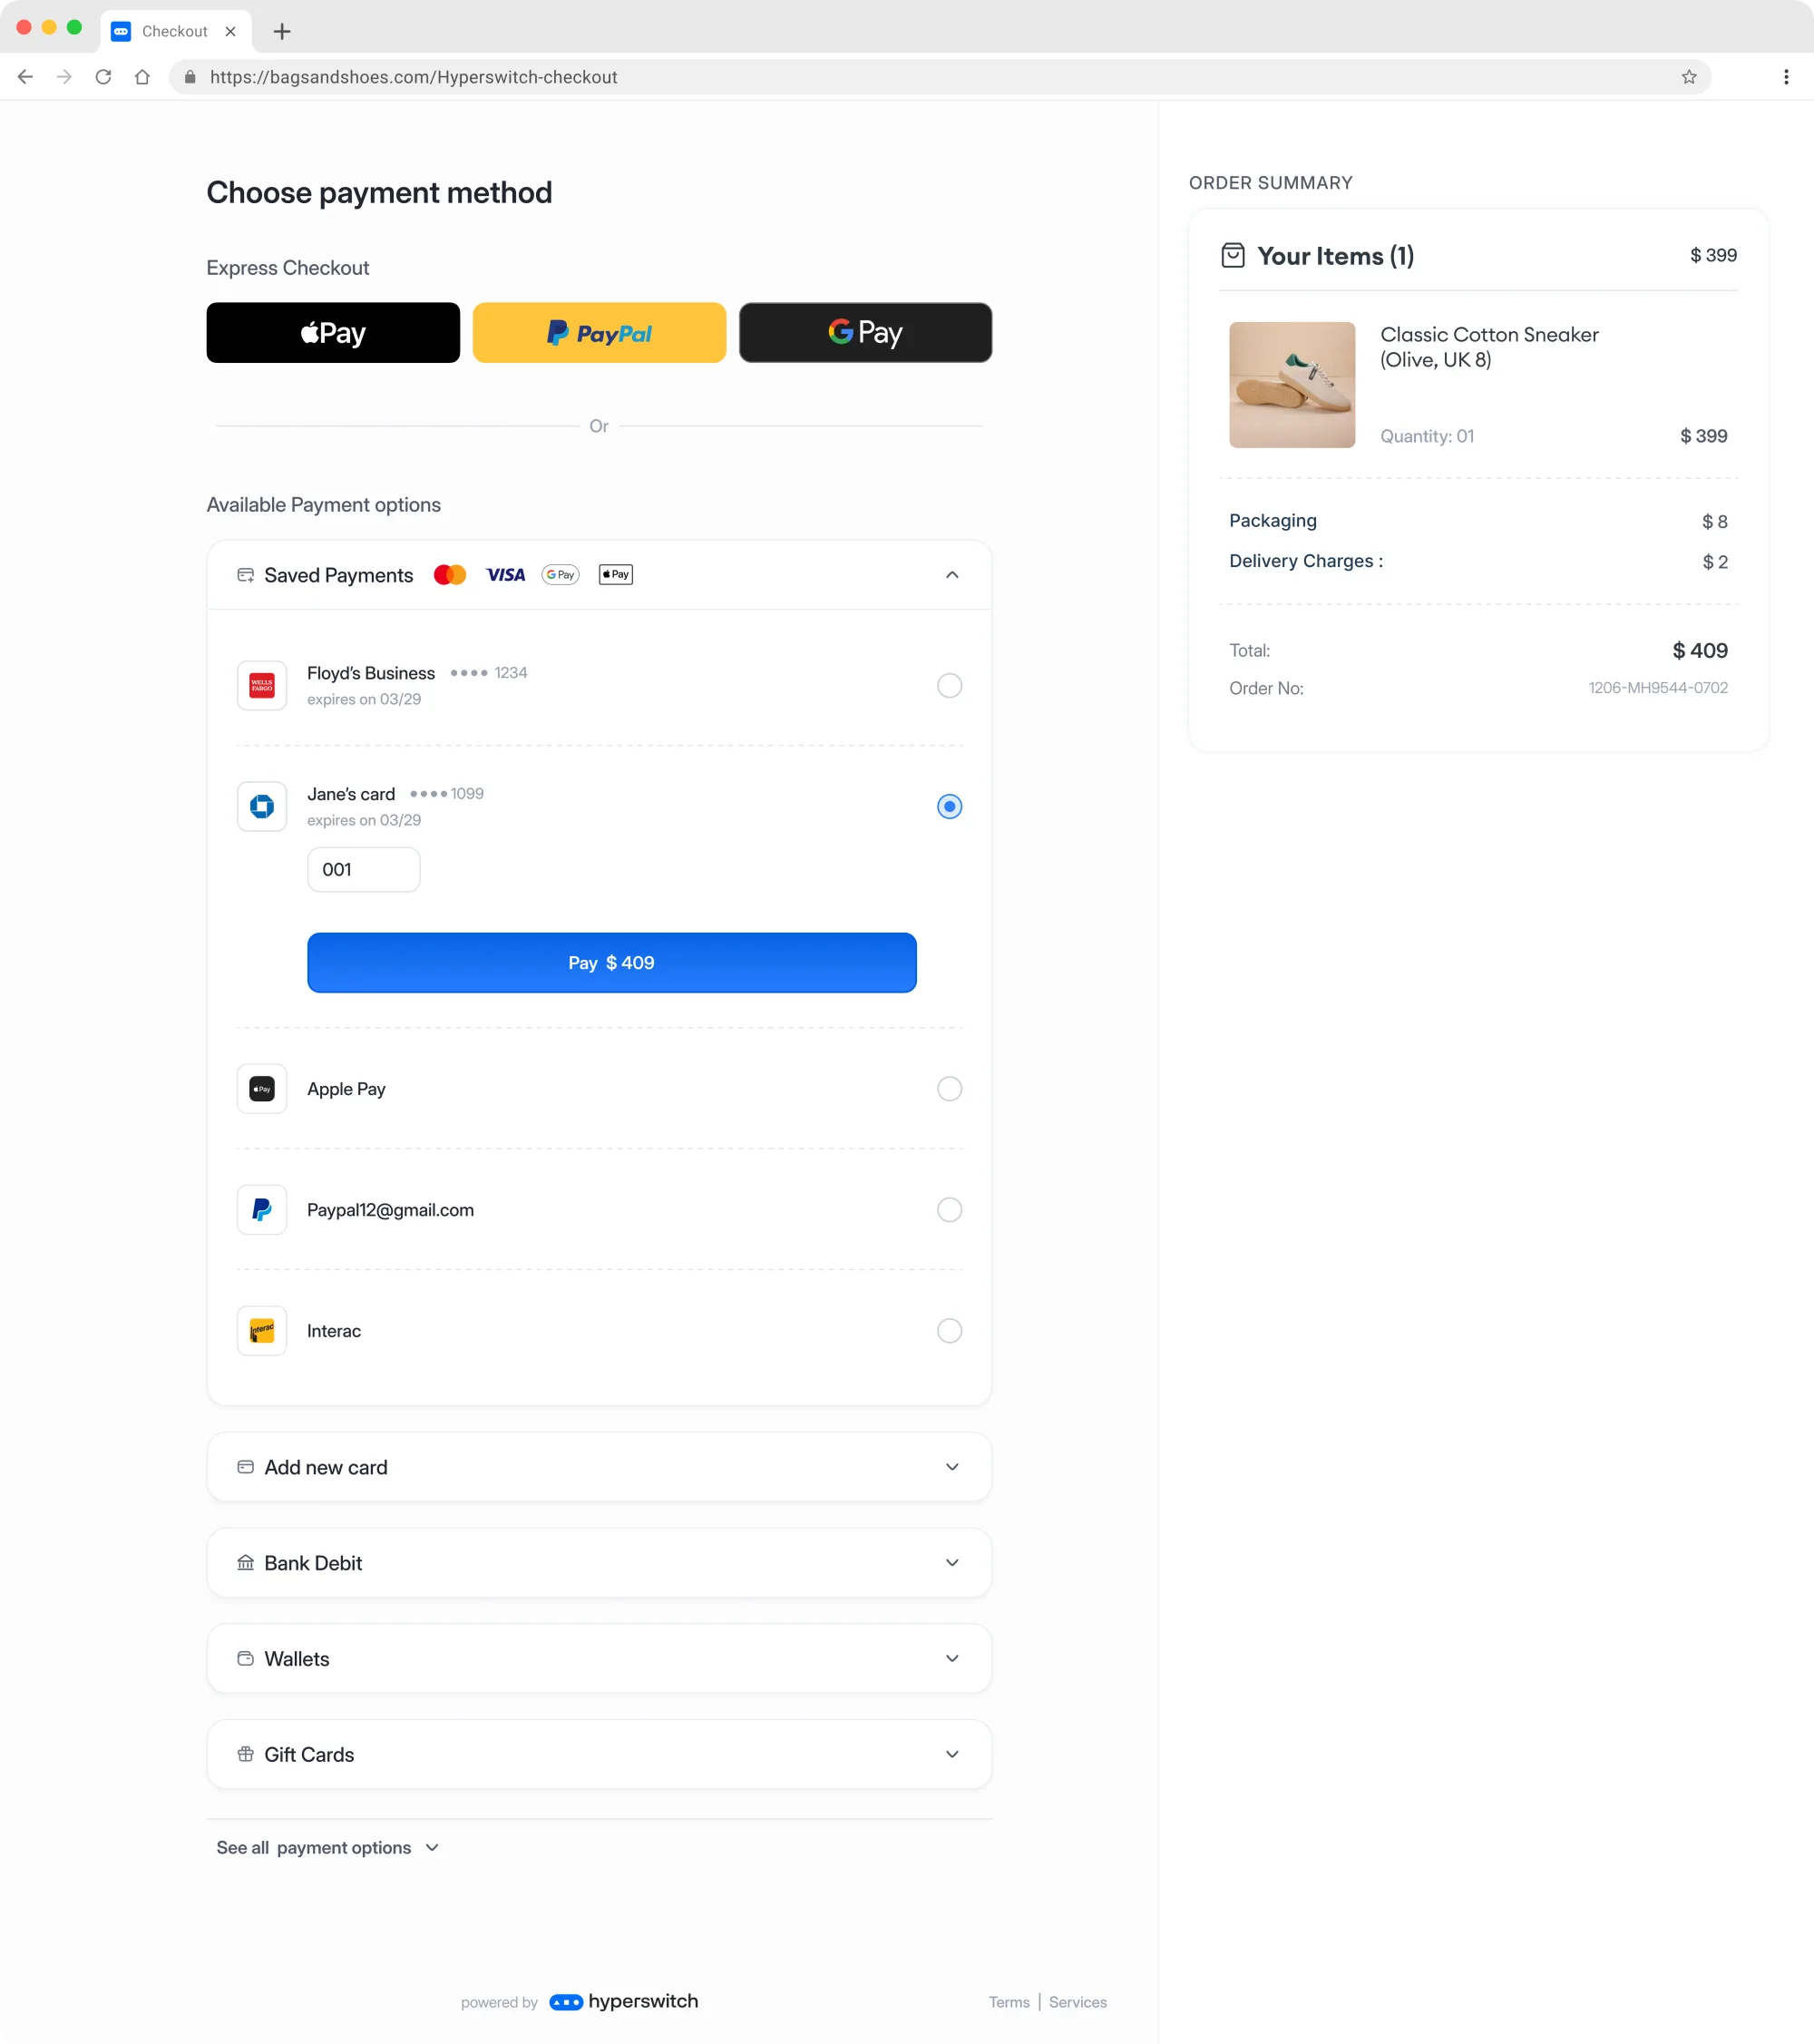 Checkout
https://bagsandshoes.com/Hyperswitch-checkout
Choose payment method
Express Checkout
Pay
PayPal
G Pay
Or
Available Payment options
Saved Payments VISA G Pay Pay
WELLS
FARGO
Floyd's Business •••• 1234
expires on 03/29
Jane's card •••• 1099
expires on 03/29
001
Pay $ 409
Pay
Apple Pay
Paypal12@gmail.com
Interac
Interac
Add new card
Bank Debit
Wallets
Gift Cards
See all payment options
powered by hyperswitch
Terms | Services
ORDER SUMMARY
Your Items (1) $ 399
Classic Cotton Sneaker
(Olive, UK 8)
Quantity: 01 $ 399
Packaging $ 8
Delivery Charges : $ 2
Total: $ 409
Order No: 1206-MH9544-0702